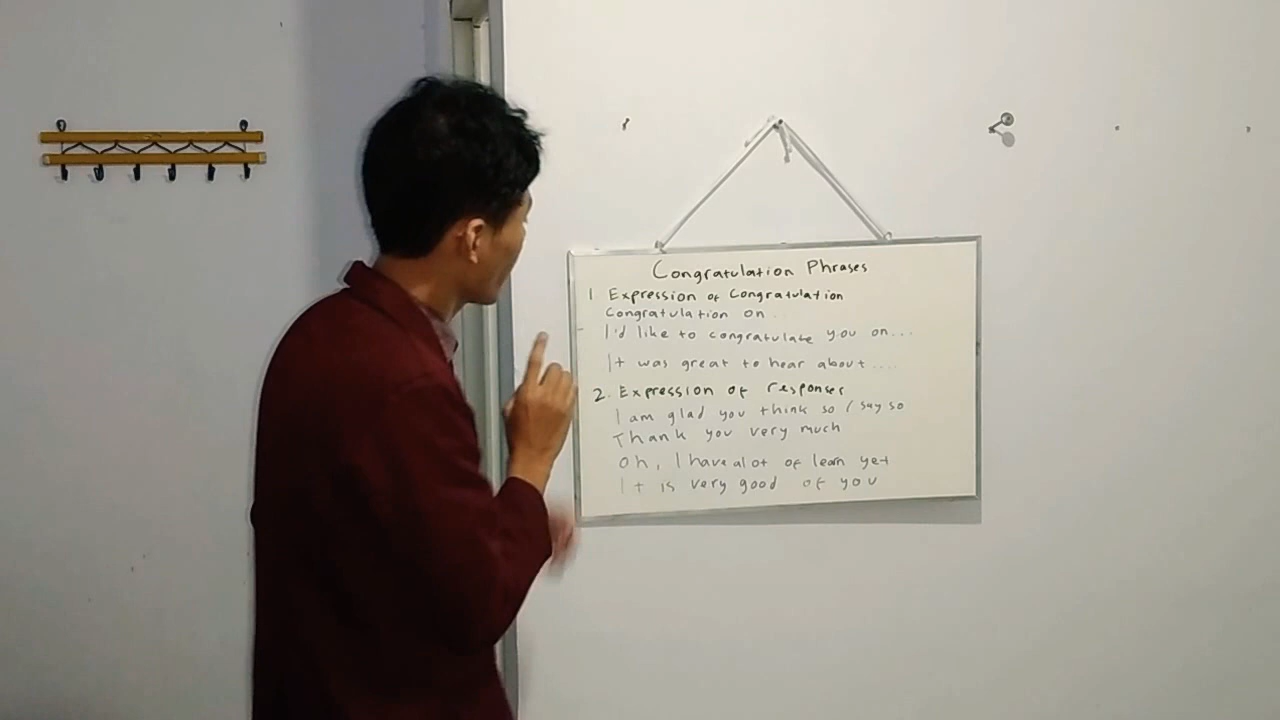 Congratulation Phrases
1. Expression of Congratulation
Congratulation on...
I'd like to congratulate you on...
It was great to hear about....
2. Expression of responses
I am glad you think so / say so
Thank you very much
Oh, I have alot of learn yet
It is very good of you